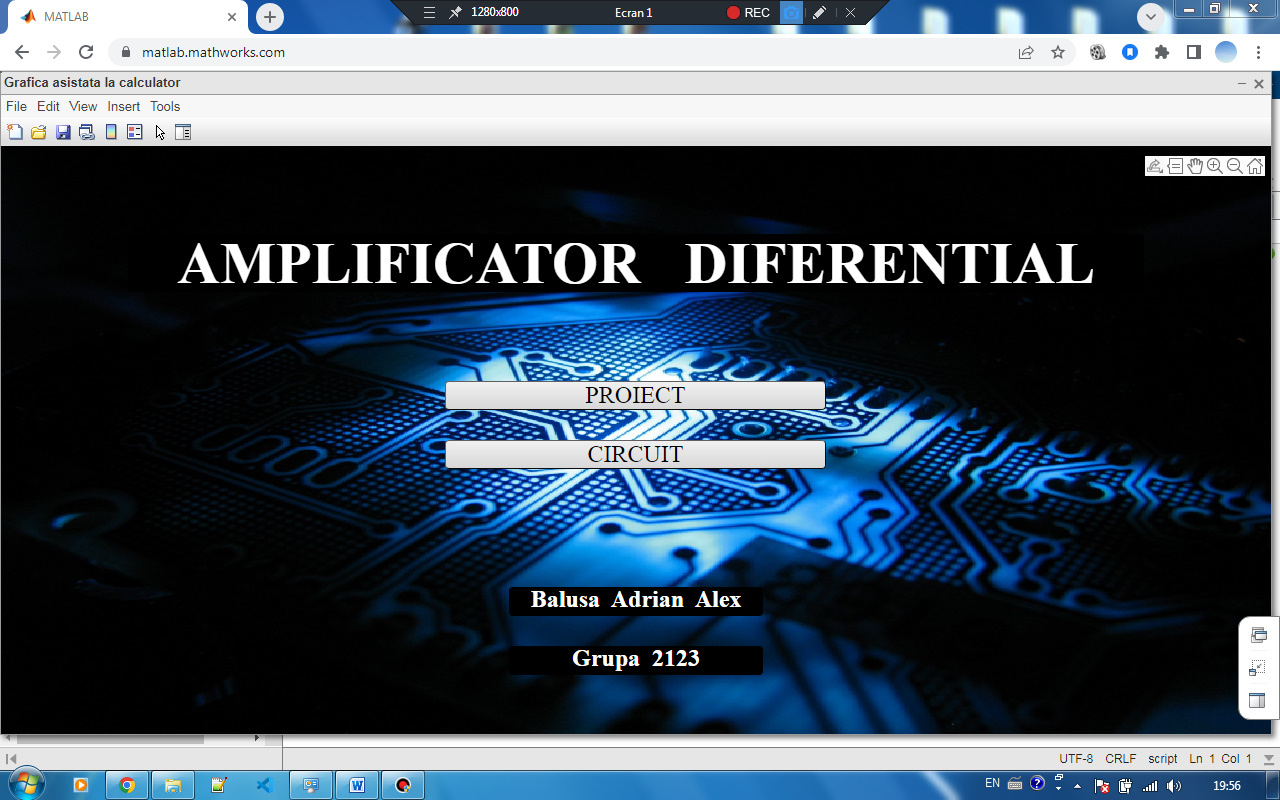 MATLAB
1280x800
Ecran 1
REC
matlab.mathworks.com
Grafica asistata la calculator
File Edit View Insert Tools
AMPLIFICATOR DIFERENTIAL
PROIECT
CIRCUIT
Balusa Adrian Alex
Grupa 2123
UTF-8 CRLF script Ln 1 Col 1
EN
19:56